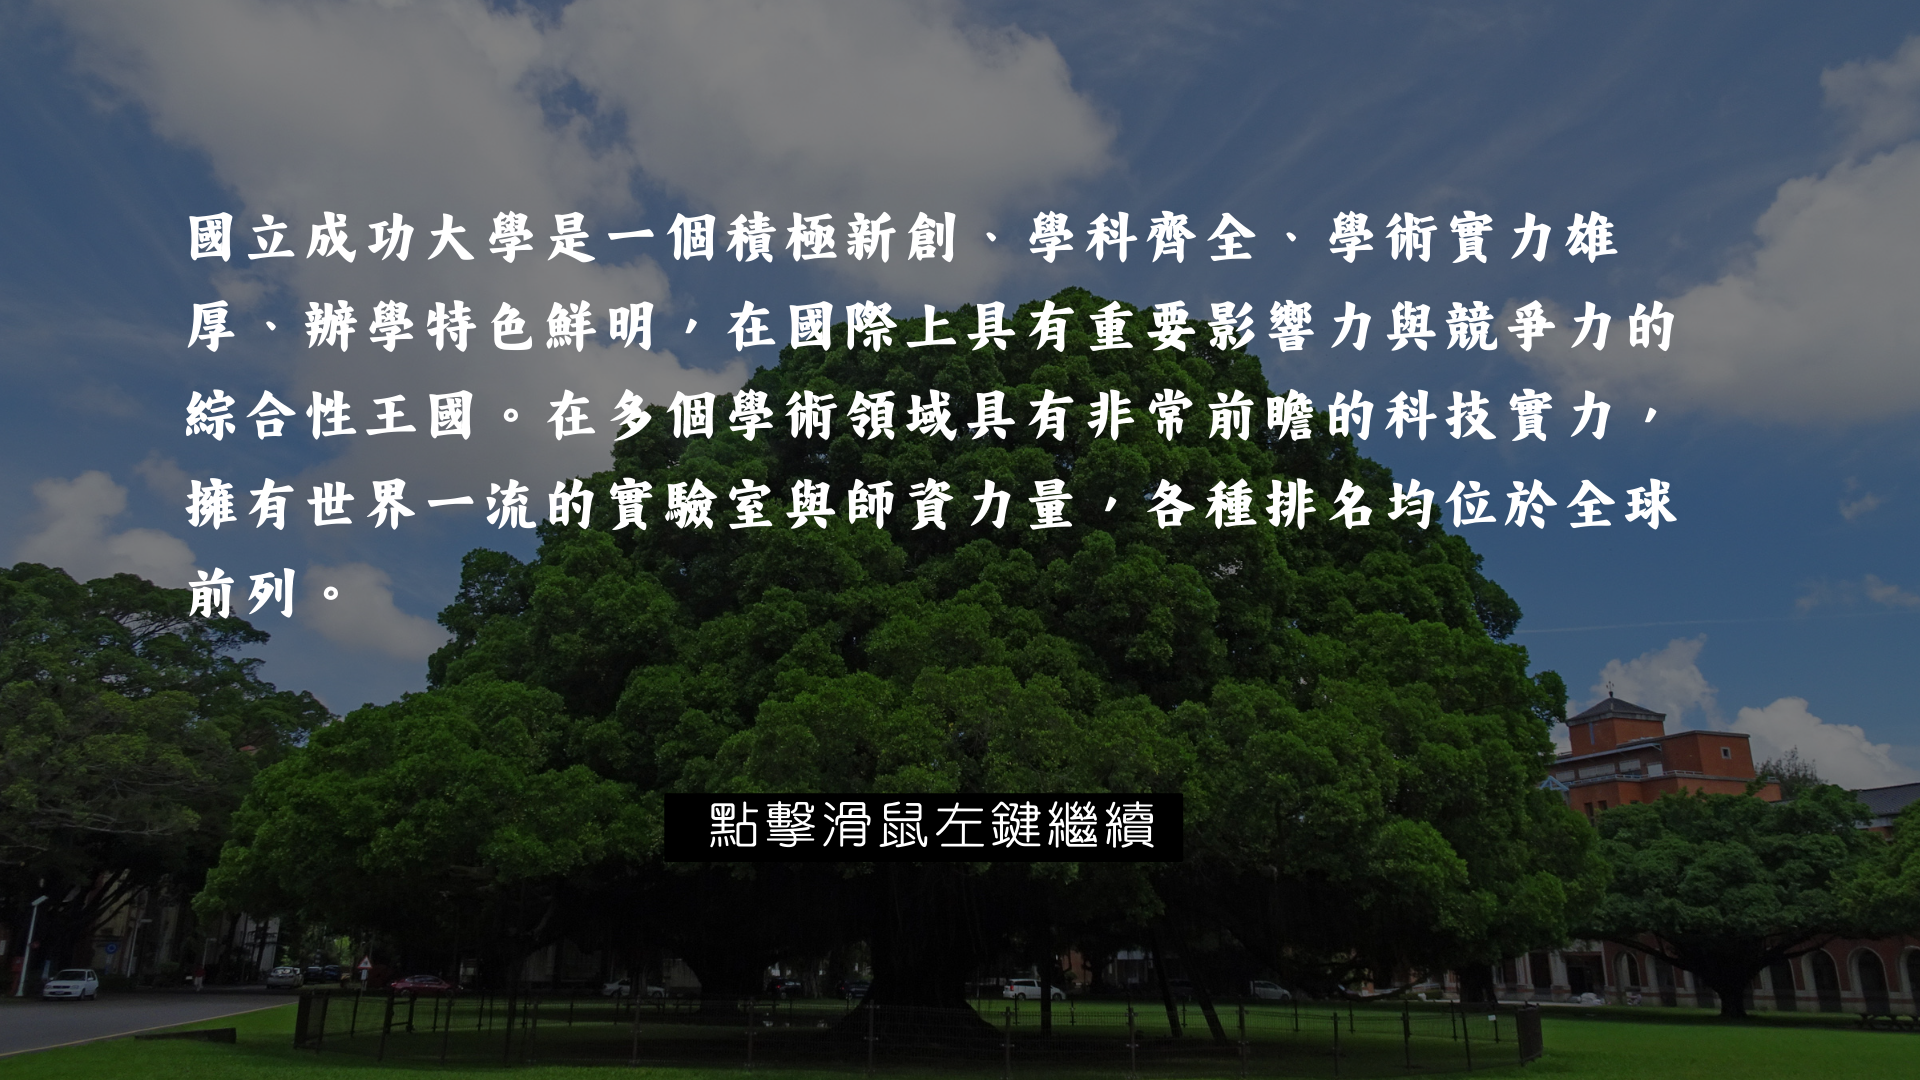 國立成功大學是一個積極新創、學科齊全、學術實力雄
厚、辦學特色鮮明，在國際上具有重要影響力與競爭力的
綜合性王國。在多個學術領域具有非常前瞻的科技實力，
擁有世界一流的實驗室與師資力量，各種排名均位於全球
前列。
點擊滑鼠左鍵繼續